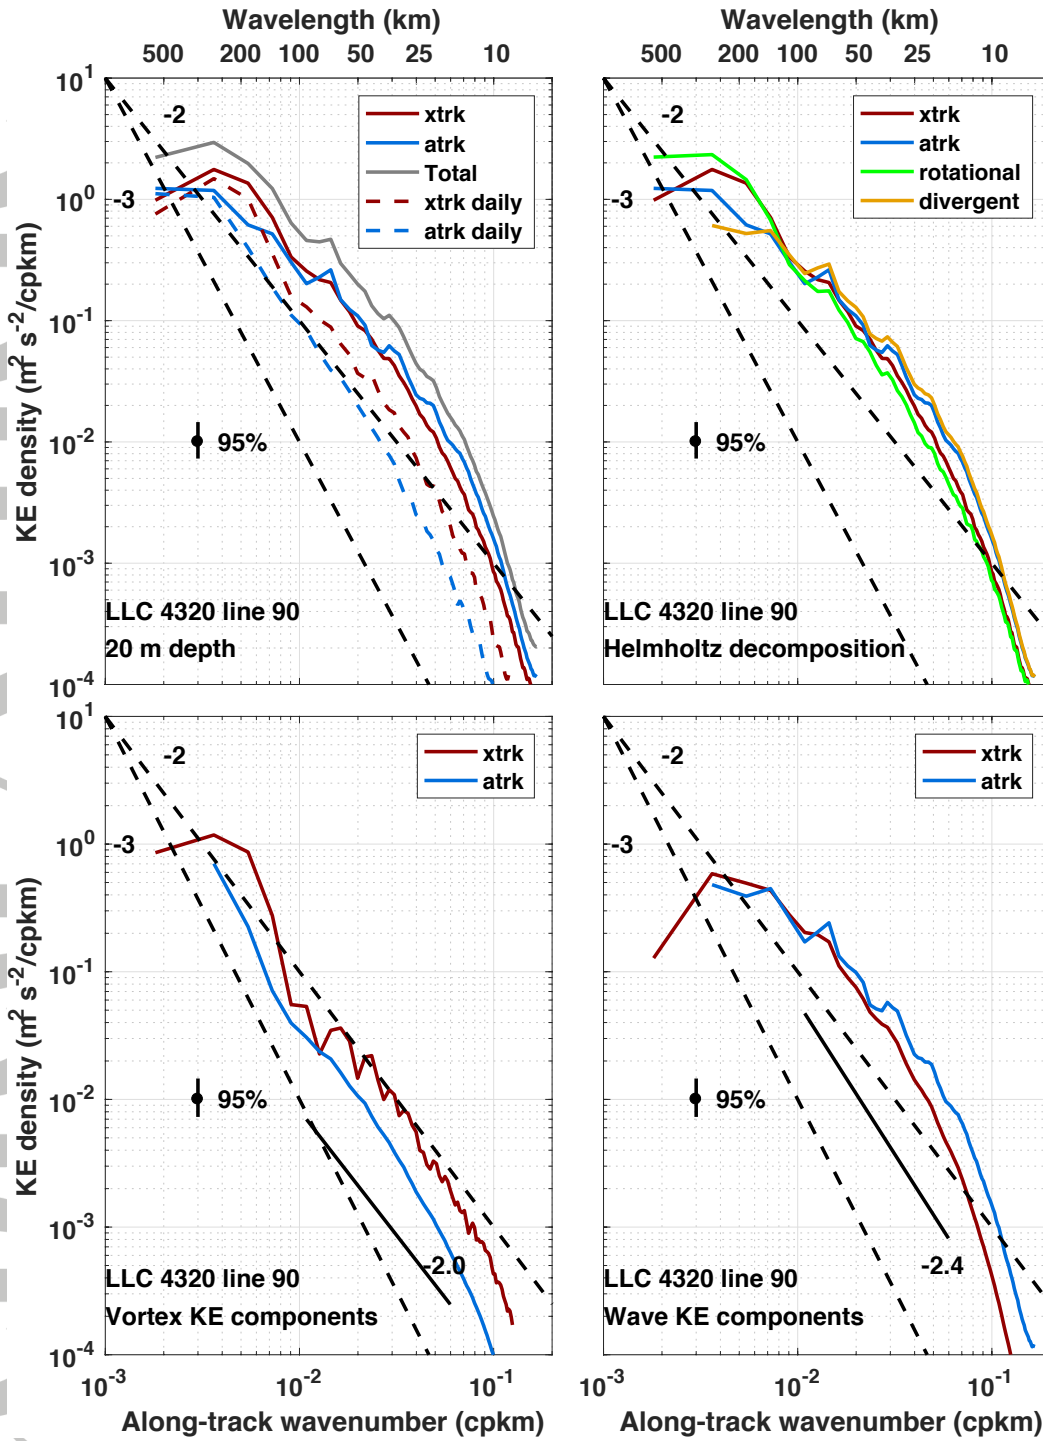 Wavelength (km)
500 200 100 50 25 10
10^1
10^0
10^-1
10^-2
10^-3
10^-4
KE density (m^2 s^-2/cpkm)
-2
-3
xtrk
atrk
Total
xtrk daily
atrk daily
95%
LLC 4320 line 90
20 m depth
Wavelength (km)
500 200 100 50 25 10
-2
-3
xtrk
atrk
rotational
divergent
95%
LLC 4320 line 90
Helmholtz decomposition
10^1
10^0
10^-1
10^-2
10^-3
10^-4
KE density (m^2 s^-2/cpkm)
-2
-3
xtrk
atrk
95%
-2.0
LLC 4320 line 90
Vortex KE components
10^-3 10^-2 10^-1
Along-track wavenumber (cpkm)
-2
-3
xtrk
atrk
95%
-2.4
LLC 4320 line 90
Wave KE components
10^-3 10^-2 10^-1
Along-track wavenumber (cpkm)